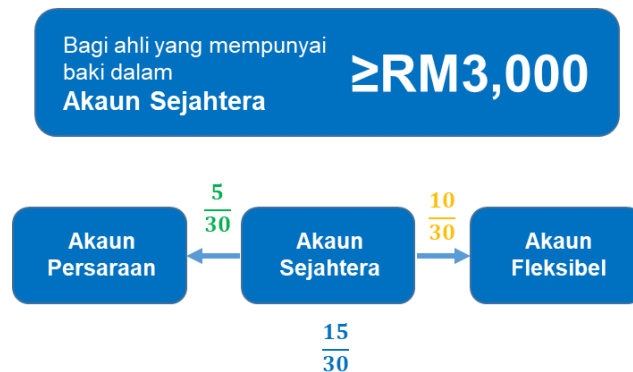 Bagi ahli yang mempunyai
baki dalam
Akaun Sejahtera
≥RM3,000
5
30
10
30
Akaun
Persaraan
Akaun
Sejahtera
Akaun
Fleksibel
15
30